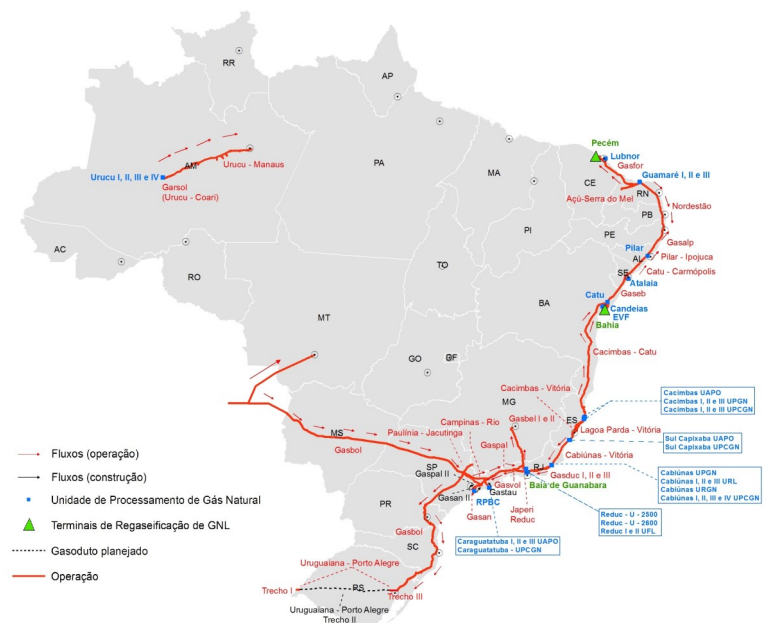 RR
AP
AM
PA
MA
CE
RN
PB
PE
PI
AL
SE
TO
BA
AC
RO
MT
GO
DF
MG
ES
MS
SP
RJ
PR
SC
RS
Urucu - Manaus
Urucu I, II, III e IV
Garsol
(Urucu - Coari)
Pecém
Lubnor
Gasfor
Guamaré I, II e III
Açú-Serra do Mel
Nordestão
Gasalp
Pilar
Pilar - Ipojuca
Catu - Carmópolis
Atalaia
Gaseb
Catu
Candeias
EVF
Bahia
Cacimbas - Catu
Cacimbas - Vitória
Cacimbas UAPO
Cacimbas I, II e III UPGN
Cacimbas I, II e III UPCGN
Campinas - Rio
Gasbel I e II
Lagoa Parda - Vitória
Sul Capixaba UAPO
Sul Capixaba UPCGN
Paulínia - Jacutinga
Gaspal
Cabiúnas - Vitória
Gasbol
Gaspal II
Gasvol
Gasduc I, II e III
Cabiúnas UPGN
Cabiúnas I, II e III URL
Cabiúnas URGN
Cabiúnas I, II, III e IV UPCGN
Gasan II
Gastau
Baia de Guanabara
RPBC
Gasan
Japeri
Reduc
Reduc - U - 2500
Reduc - U - 2600
Reduc I e II UFL
Caraguatatuba I, II e III UAPO
Caraguatatuba - UPCGN
Gasbol
Uruguaiana - Porto Alegre
Trecho I
Trecho III
Uruguaiana - Porto Alegre
Trecho II
Fluxos (operação)
Fluxos (construção)
Unidade de Processamento de Gás Natural
Terminais de Regaseificação de GNL
Gasoduto planejado
Operação